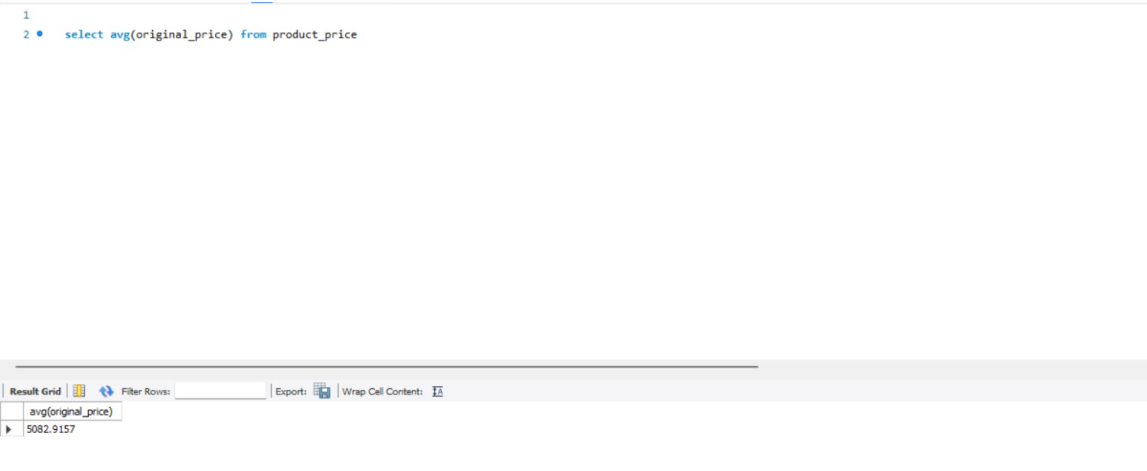 1
2 select avg(original_price) from product_price
Result Grid Filter Rows: Export: Wrap Cell Content:
avg(original_price)
5082.9157